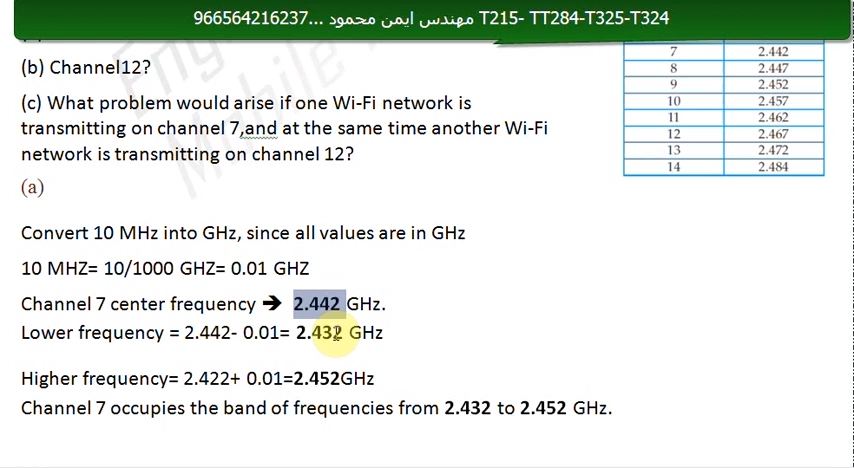 966564216237... مهندس ايمن محمود T215- TT284-T325-T324
(b) Channel12?
(c) What problem would arise if one Wi-Fi network is
transmitting on channel 7,and at the same time another Wi-Fi
network is transmitting on channel 12?
(a)
Convert 10 MHz into GHz, since all values are in GHz
10 MHZ= 10/1000 GHZ= 0.01 GHZ
Channel 7 center frequency ➔ 2.442 GHz.
Lower frequency = 2.442- 0.01= 2.432 GHz
Higher frequency= 2.422+ 0.01=2.452GHz
Channel 7 occupies the band of frequencies from 2.432 to 2.452 GHz.
7 2.442
8 2.447
9 2.452
10 2.457
11 2.462
12 2.467
13 2.472
14 2.484